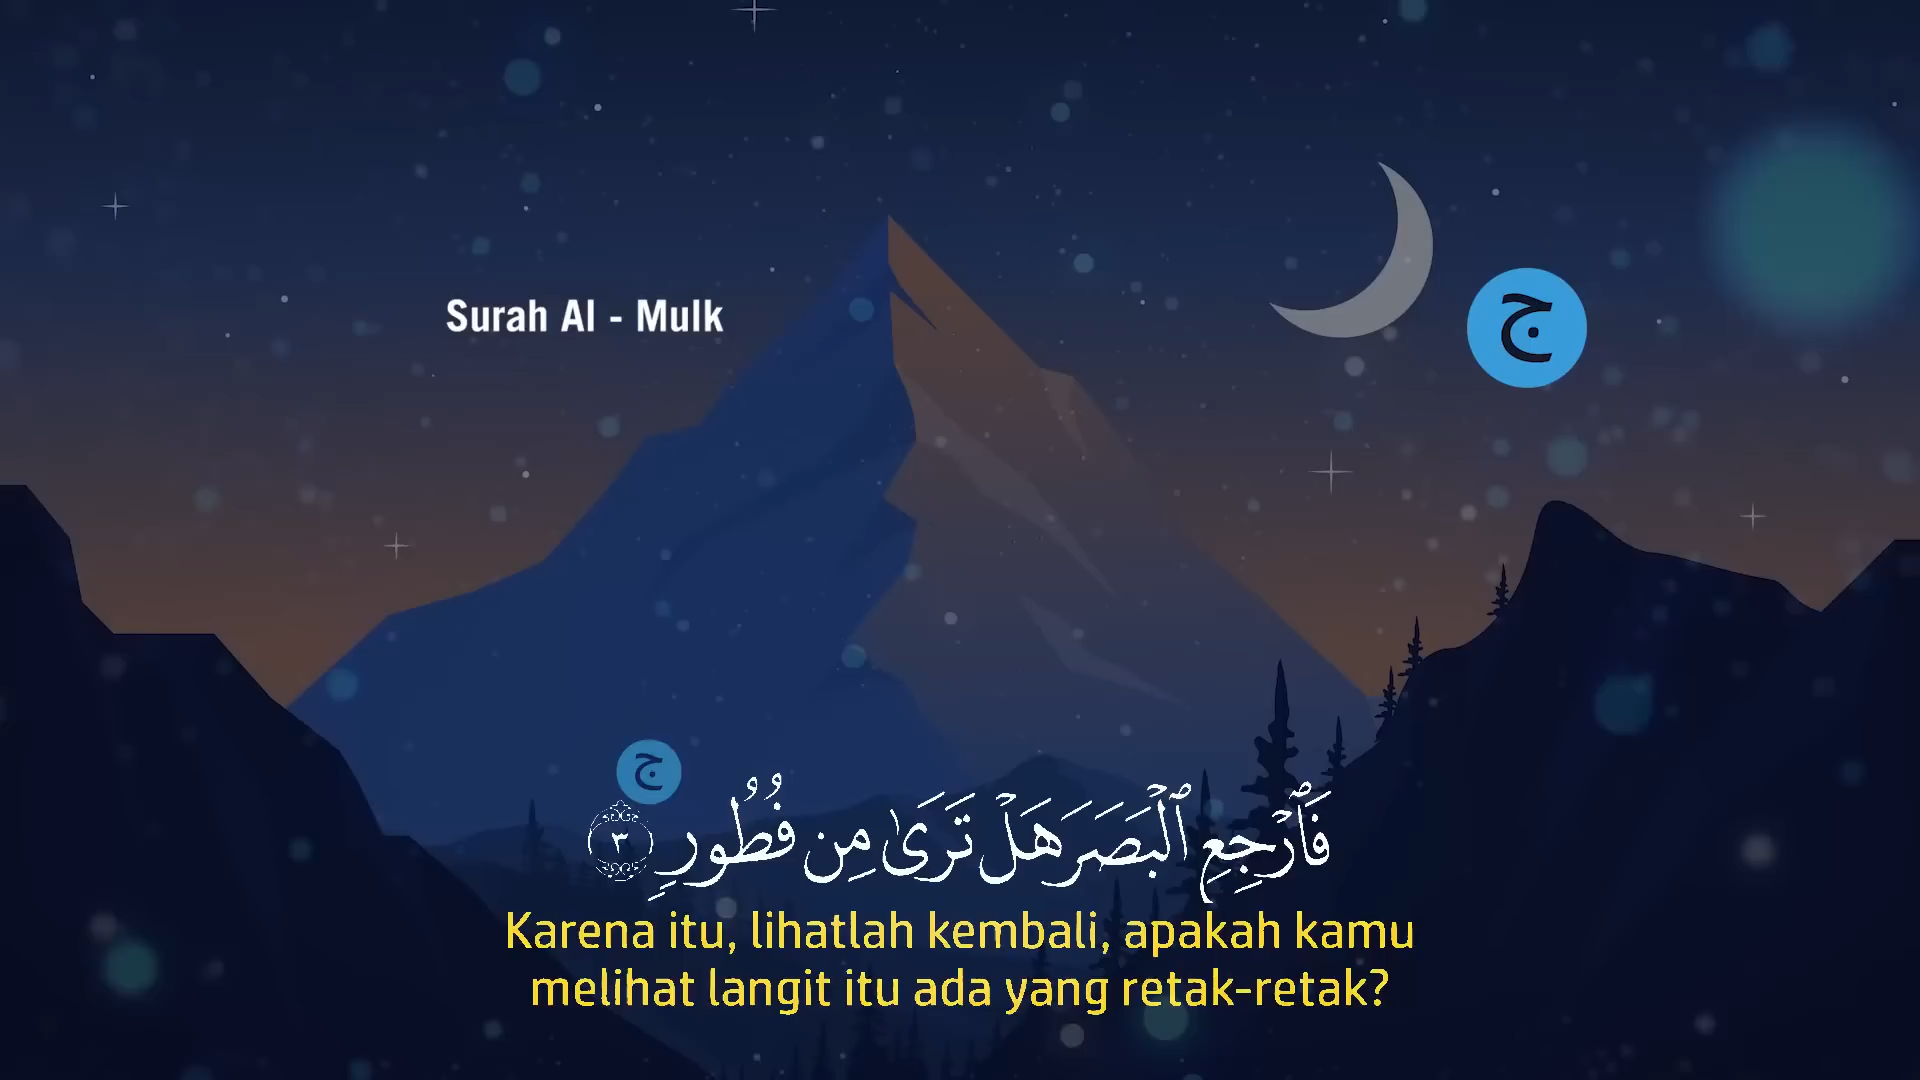 Surah Al - Mulk
ج
ج
فَٱرْجِعِ ٱلْبَصَرَ هَلْ تَرَىٰ مِن فُطُورٍ ٣
Karena itu, lihatlah kembali, apakah kamu
melihat langit itu ada yang retak-retak?